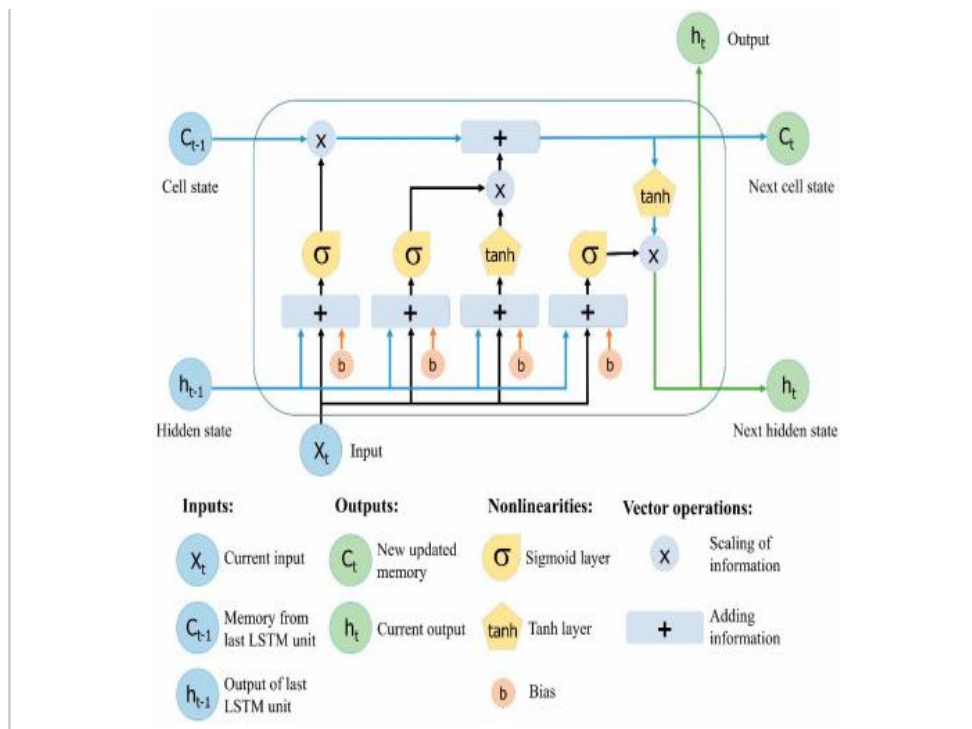 hₜ Output
Cₜ₋₁ x + Cₜ
Cell state Next cell state
x tanh
σ σ tanh σ x
+ + + +
b b b b
hₜ₋₁ hₜ
Hidden state Next hidden state
Xₜ Input
Inputs: Outputs: Nonlinearities: Vector operations:
Xₜ Current input
Cₜ₋₁ Memory from
last LSTM unit
hₜ₋₁ Output of last
LSTM unit
Cₜ New updated
memory
hₜ Current output
σ Sigmoid layer
tanh Tanh layer
b Bias
x Scaling of
information
+ Adding
information